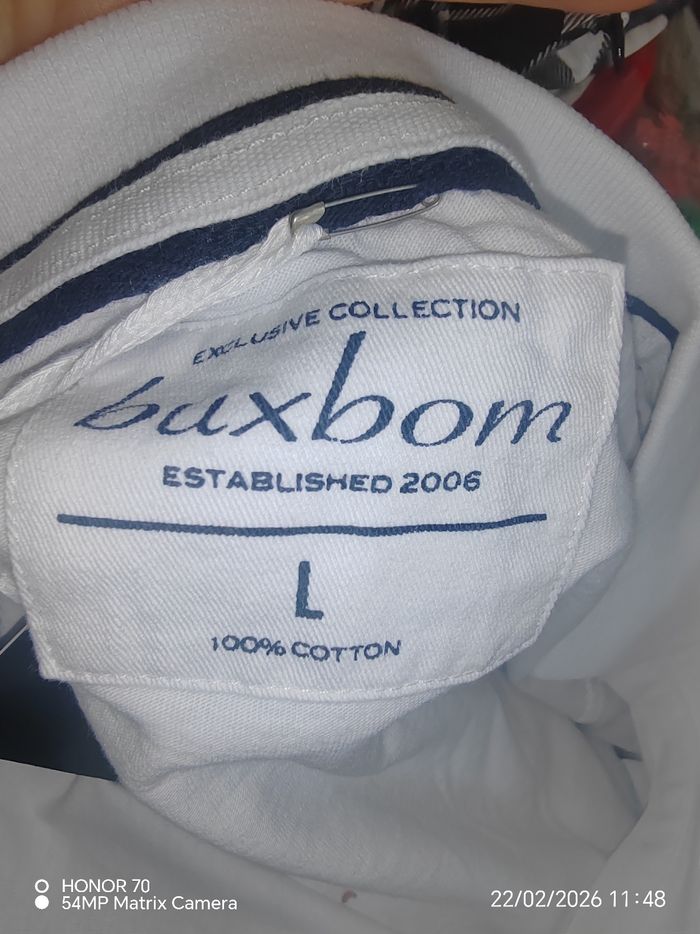 EXCLUSIVE COLLECTION
buxbom
ESTABLISHED 2006
L
100% COTTON
HONOR 70
54MP Matrix Camera
22/02/2026 11:48